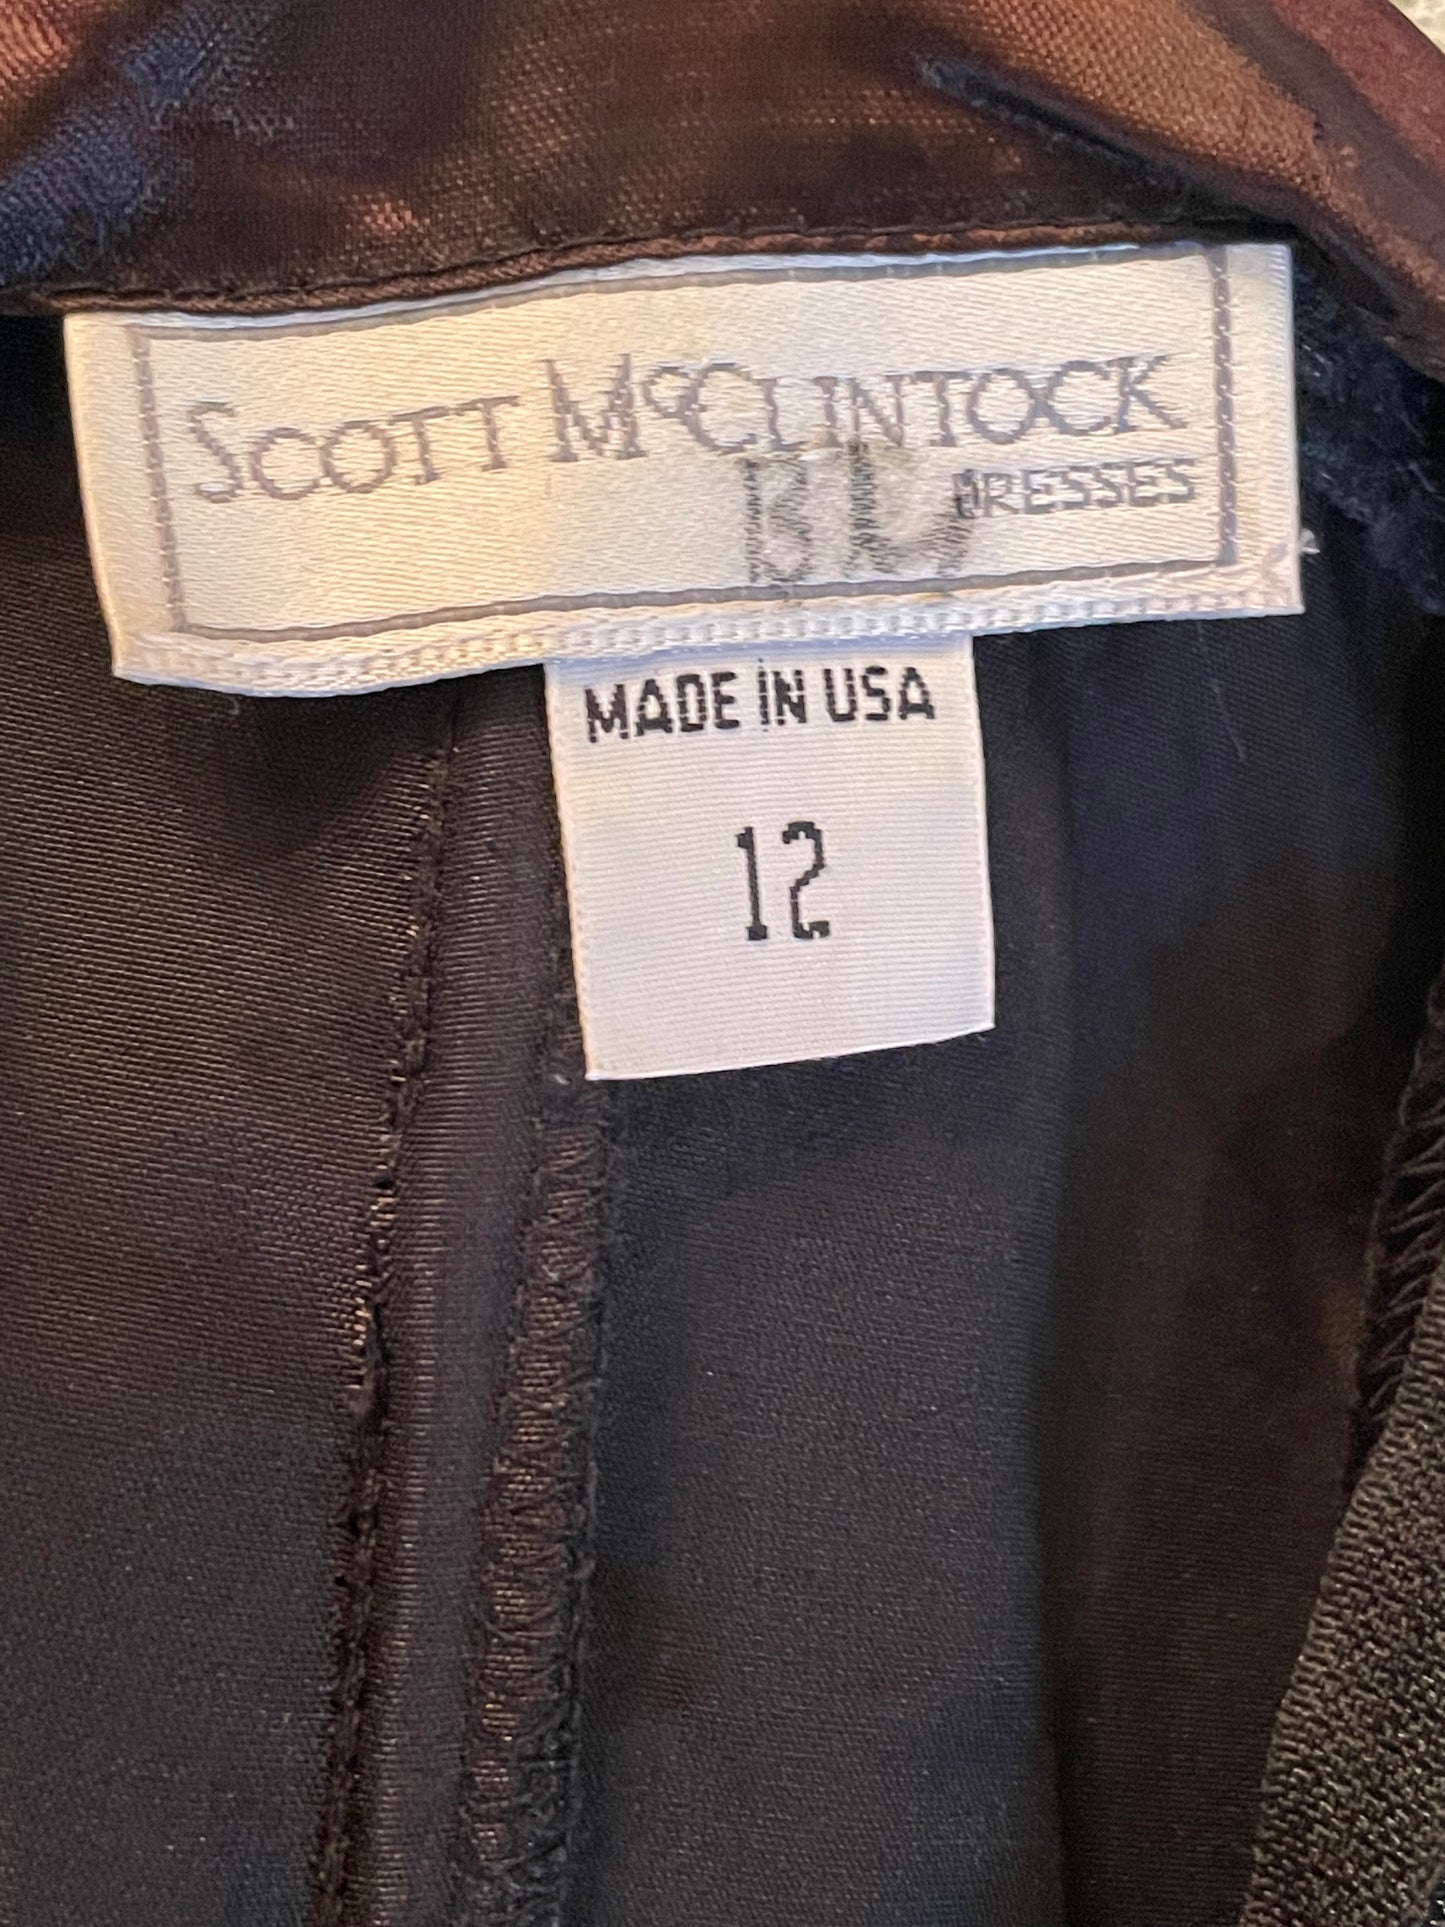 SCOTT McCLINTOCK
DRESSES
MADE IN USA
12